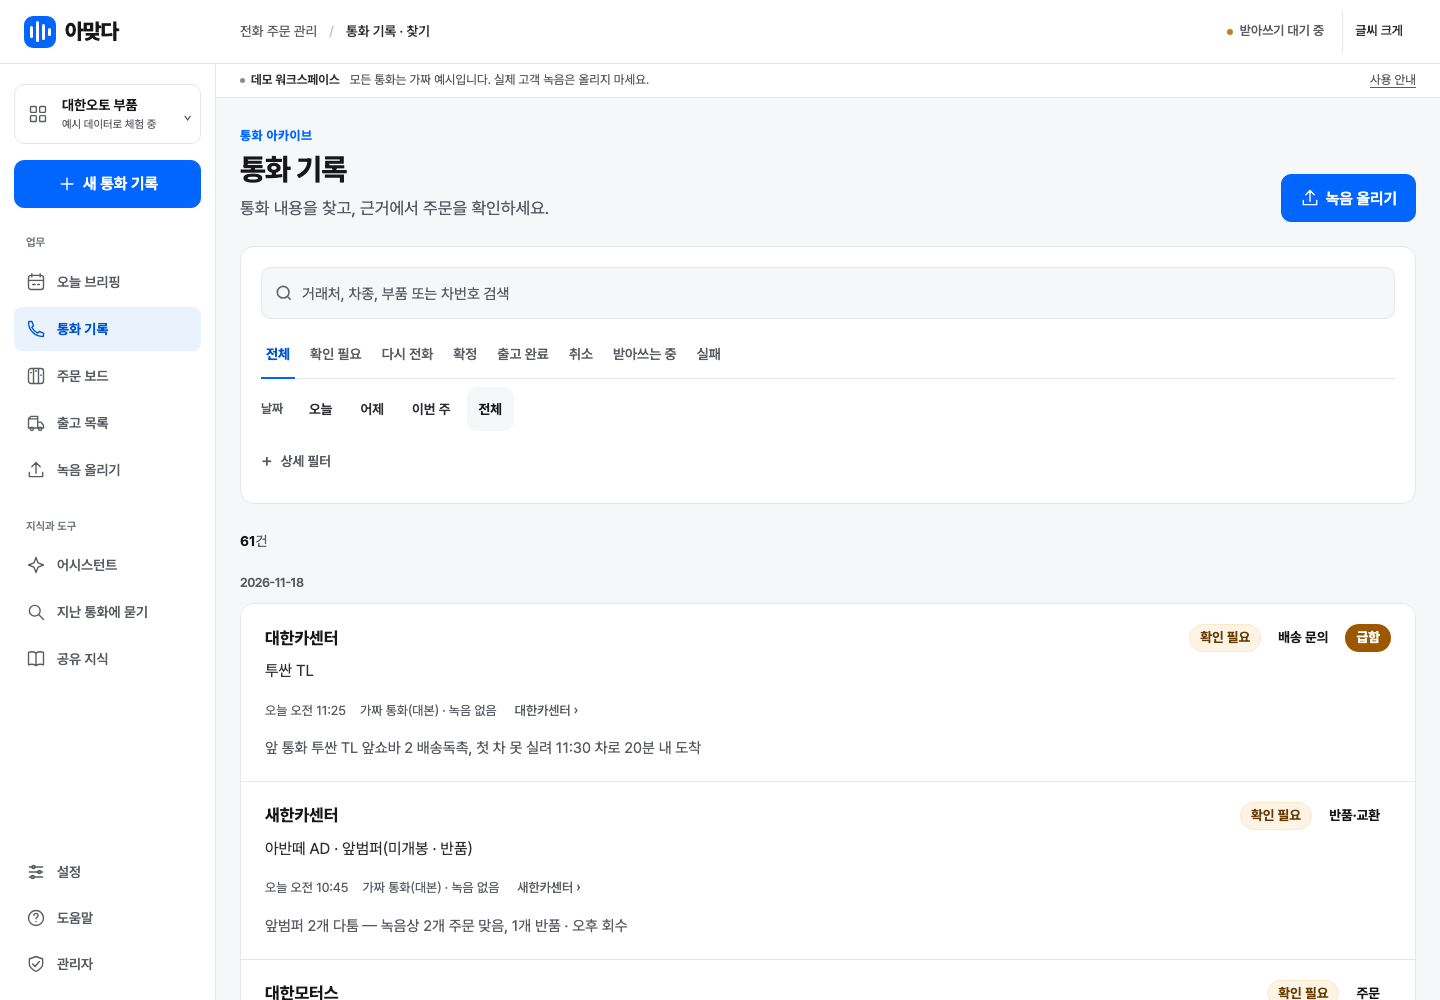 아맞다
전화 주문 관리 / 통화 기록 · 찾기
받아쓰기 대기 중
글씨 크게
데모 워크스페이스 모든 통화는 가짜 예시입니다. 실제 고객 녹음은 올리지 마세요.
사용 안내
대한오토 부품
예시 데이터로 체험 중
새 통화 기록
업무
오늘 브리핑
통화 기록
주문 보드
출고 목록
녹음 올리기
지식과 도구
어시스턴트
지난 통화에 묻기
공유 지식
설정
도움말
관리자
통화 아카이브
통화 기록
통화 내용을 찾고, 근거에서 주문을 확인하세요.
녹음 올리기
거래처, 차종, 부품 또는 차번호 검색
전체 확인 필요 다시 전화 확정 출고 완료 취소 받아쓰는 중 실패
날짜 오늘 어제 이번 주 전체
+ 상세 필터
61건
2026-11-18
대한카센터
확인 필요 배송 문의 급함
투싼 TL
오늘 오전 11:25 가짜 통화(대본) · 녹음 없음 대한카센터 ›
앞 통화 투싼 TL 앞쇼바 2 배송독촉, 첫 차 못 실려 11:30 차로 20분 내 도착
새한카센터
확인 필요 반품·교환
아반떼 AD · 앞범퍼(미개봉 · 반품)
오늘 오전 10:45 가짜 통화(대본) · 녹음 없음 새한카센터 ›
앞범퍼 2개 다툼 — 녹음상 2개 주문 맞음, 1개 반품 · 오후 회수
대한모터스
확인 필요 주문